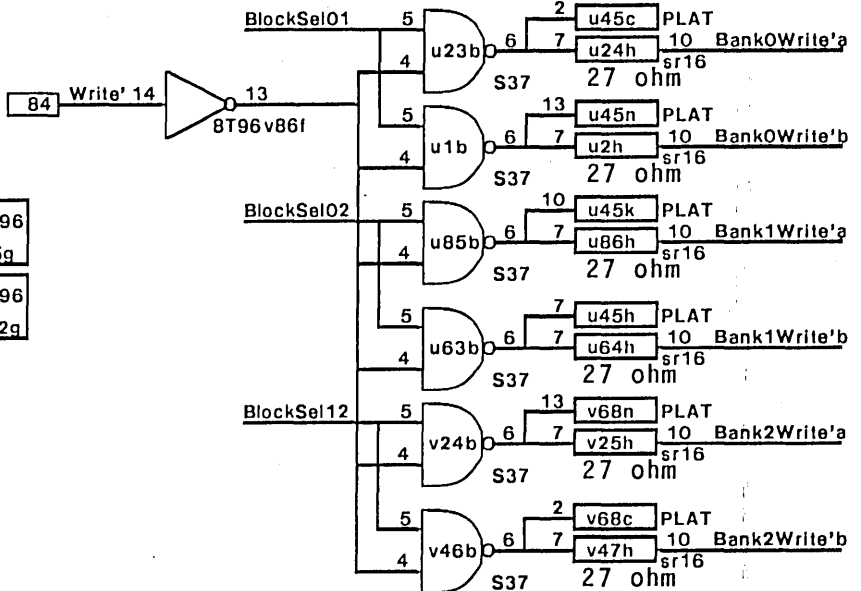 BlockSel01 5 u23b 6 2 u45c PLAT
7 u24h 10 Bank0Write'a
4 S37 27 ohm sr16
84 Write' 14 13
8T96 v86f
5 u1b 6 13 u45n PLAT
7 u2h 10 Bank0Write'b
4 S37 27 ohm sr16
96
BlockSel02 5 u85b 6 10 u45k PLAT
7 u86h 10 Bank1Write'a
4 S37 27 ohm sr16
96
2g
5 u63b 6 7 u45h PLAT
7 u64h 10 Bank1Write'b
4 S37 27 ohm sr16
BlockSel12 5 v24b 6 13 v68n PLAT
7 v25h 10 Bank2Write'a
4 S37 27 ohm sr16
5 v46b 6 2 v68c PLAT
7 v47h 10 Bank2Write'b
4 S37 27 ohm sr16